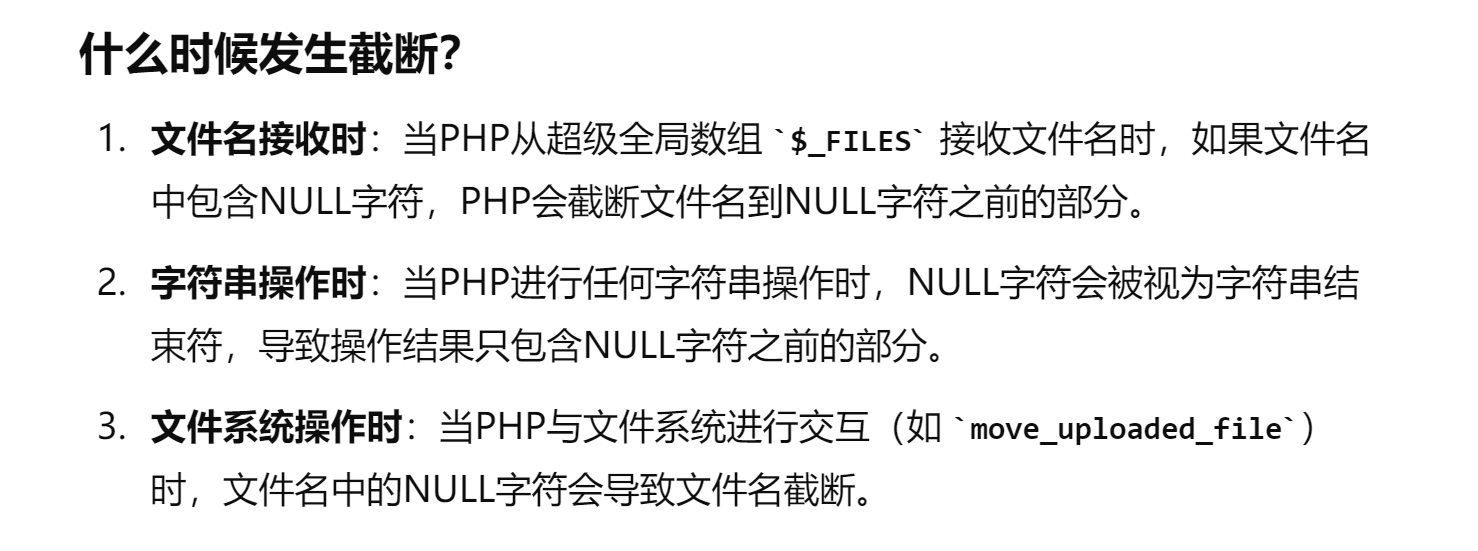 什么时候发生截断？
1. 文件名接收时：当PHP从超级全局数组 `$_FILES` 接收文件名时，如果文件名
中包含NULL字符，PHP会截断文件名到NULL字符之前的部分。
2. 字符串操作时：当PHP进行任何字符串操作时，NULL字符会被视为字符串结
束符，导致操作结果只包含NULL字符之前的部分。
3. 文件系统操作时：当PHP与文件系统进行交互（如 `move_uploaded_file`）
时，文件名中的NULL字符会导致文件名截断。